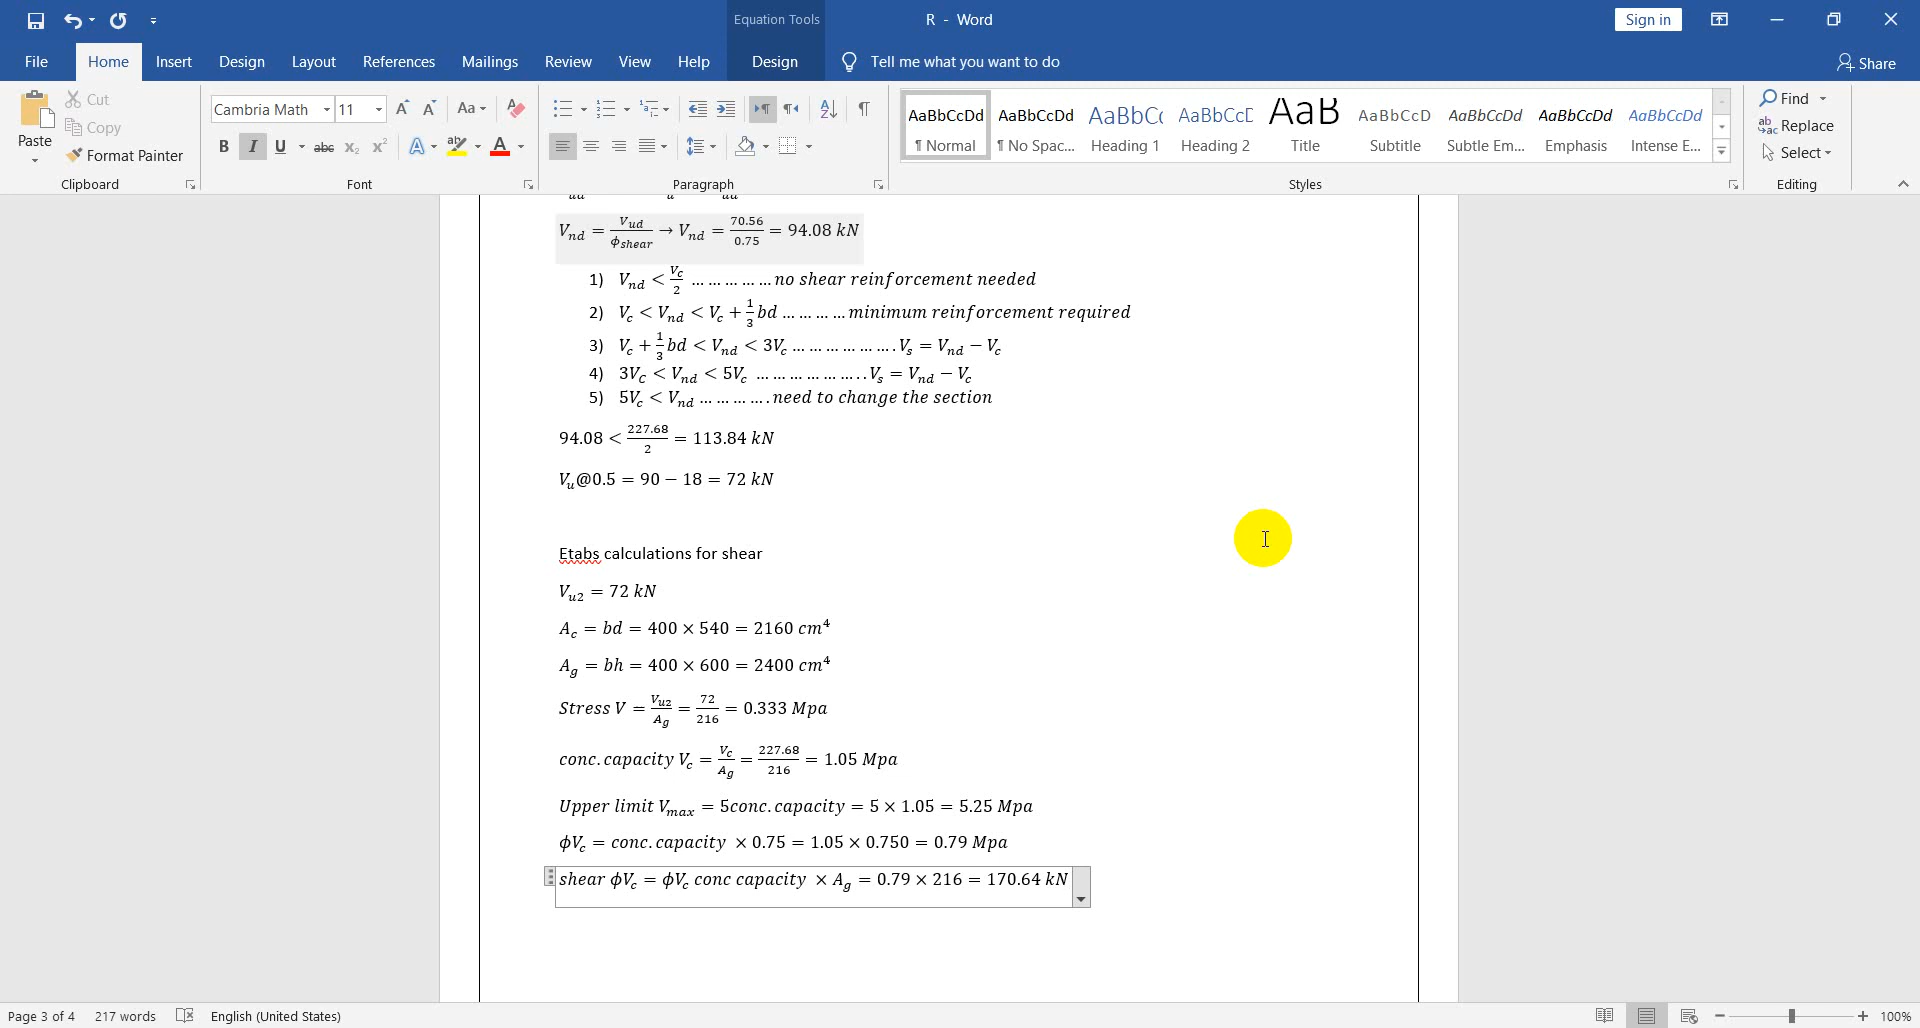 Equation Tools
R - Word
Sign in
File Home Insert Design Layout References Mailings Review View Help Design Tell me what you want to do Share
Paste
Cut
Copy
Format Painter
Clipboard
Cambria Math 11 Aa
B I U abc x₂ x² A ab A
Font
Paragraph
AaBbCcDd AaBbCcDd AaBbCc AaBbCcD AaB AaBbCcD AaBbCcDd AaBbCcDd AaBbCcDd
¶ Normal ¶ No Spac... Heading 1 Heading 2 Title Subtitle Subtle Em... Emphasis Intense E...
Styles
Find
Replace
Select
Editing
V_nd = V_ud/ϕ_shear → V_nd = 70.56/0.75 = 94.08 kN
1) V_nd < V_c/2 … … … … … no shear reinforcement needed
2) V_c < V_nd < V_c + 1/3 bd … … … … minimum reinforcement required
3) V_c + 1/3 bd < V_nd < 3V_c … … … … … … . V_s = V_nd − V_c
4) 3V_C < V_nd < 5V_c … … … … … … . . V_s = V_nd − V_c
5) 5V_c < V_nd … … … … . need to change the section
94.08 < 227.68/2 = 113.84 kN
V_u@0.5 = 90 − 18 = 72 kN
Etabs calculations for shear
V_u2 = 72 kN
A_c = bd = 400 × 540 = 2160 cm⁴
A_g = bh = 400 × 600 = 2400 cm⁴
Stress V = V_u2/A_g = 72/216 = 0.333 Mpa
conc. capacity V_c = V_c/A_g = 227.68/216 = 1.05 Mpa
Upper limit V_max = 5conc. capacity = 5 × 1.05 = 5.25 Mpa
ϕV_c = conc. capacity × 0.75 = 1.05 × 0.750 = 0.79 Mpa
shear ϕV_c = ϕV_c conc capacity × A_g = 0.79 × 216 = 170.64 kN
Page 3 of 4 217 words English (United States) 100%